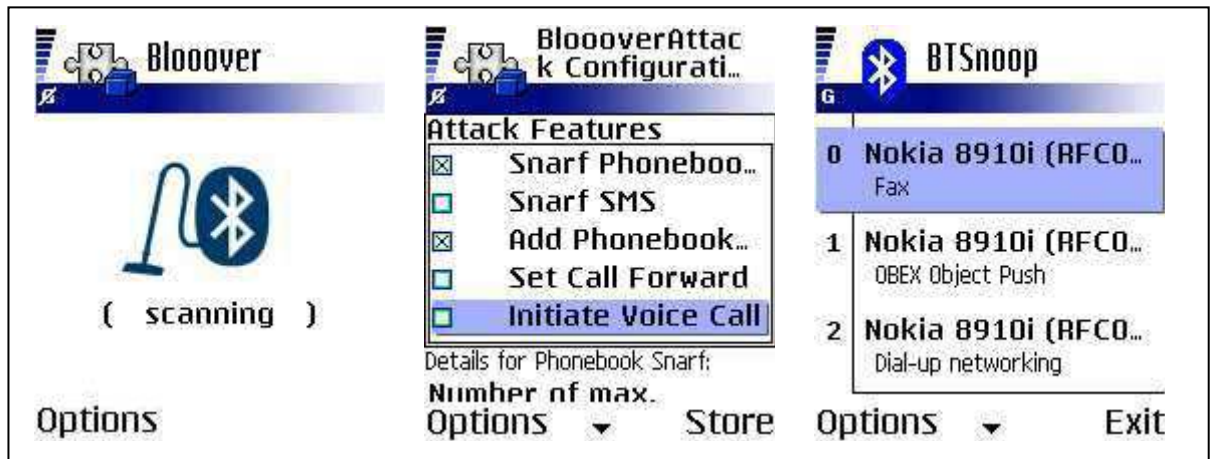 Blooover
( scanning )
Options
BloooverAttac
k Configurati…
Attack Features
Snarf Phoneboo…
Snarf SMS
Add Phonebook…
Set Call Forward
Initiate Voice Call
Details for Phonebook Snarf:
Number of max.
Options Store
BTSnoop
G
0 Nokia 8910i (RFCO…
Fax
1 Nokia 8910i (RFCO…
OBEX Object Push
2 Nokia 8910i (RFCO…
Dial-up networking
Options Exit